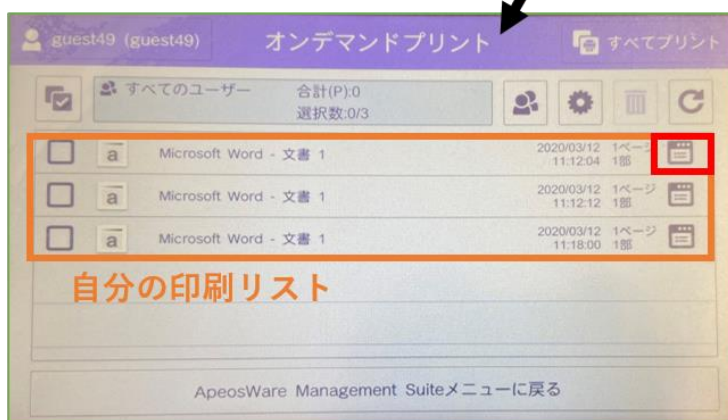 guest49 (guest49)
オンデマンドプリント
すべてプリント
すべてのユーザー
合計(P):0
選択数:0/3
a Microsoft Word - 文書 1 2020/03/12 1ページ
11:12:04 1部
a Microsoft Word - 文書 1 2020/03/12 1ページ
11:12:12 1部
a Microsoft Word - 文書 1 2020/03/12 1ページ
11:18:00 1部
自分の印刷リスト
ApeosWare Management Suiteメニューに戻る